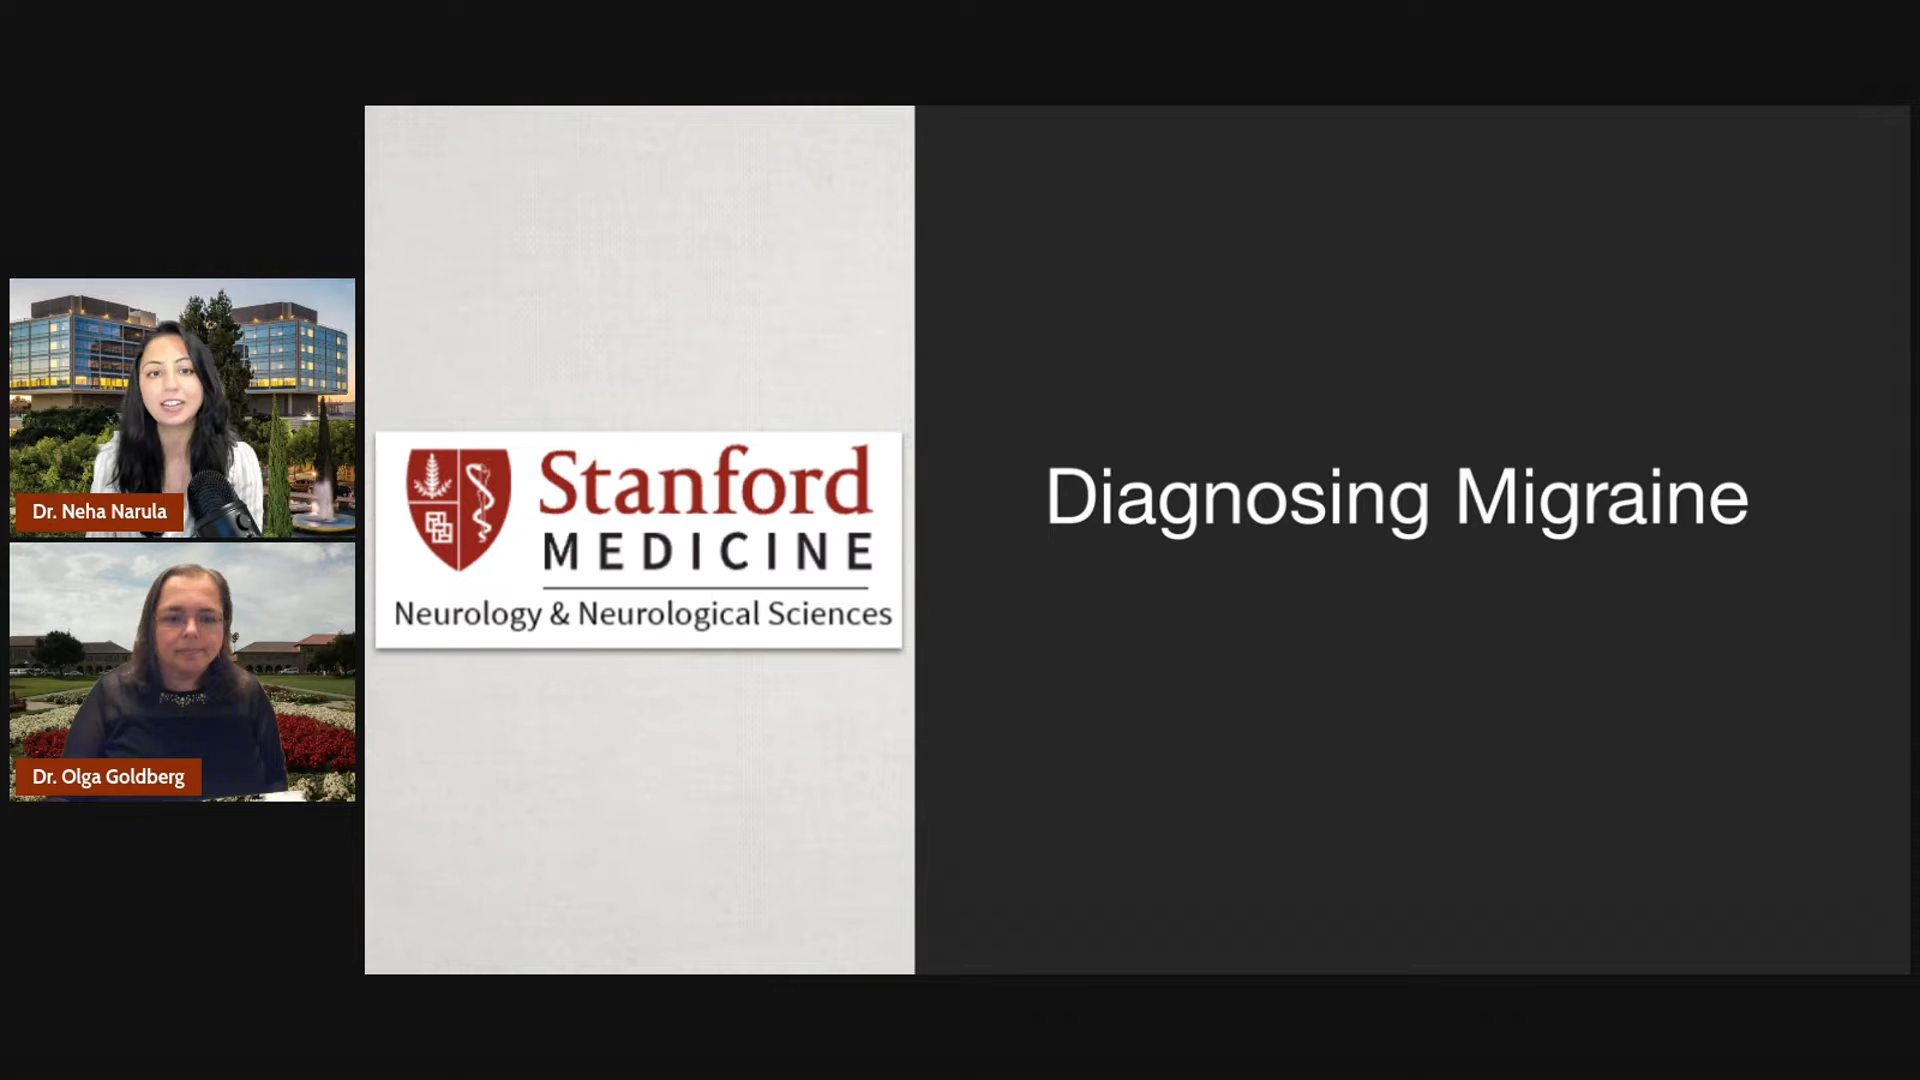 Dr. Neha Narula
Dr. Olga Goldberg
Stanford
MEDICINE
Neurology & Neurological Sciences
Diagnosing Migraine